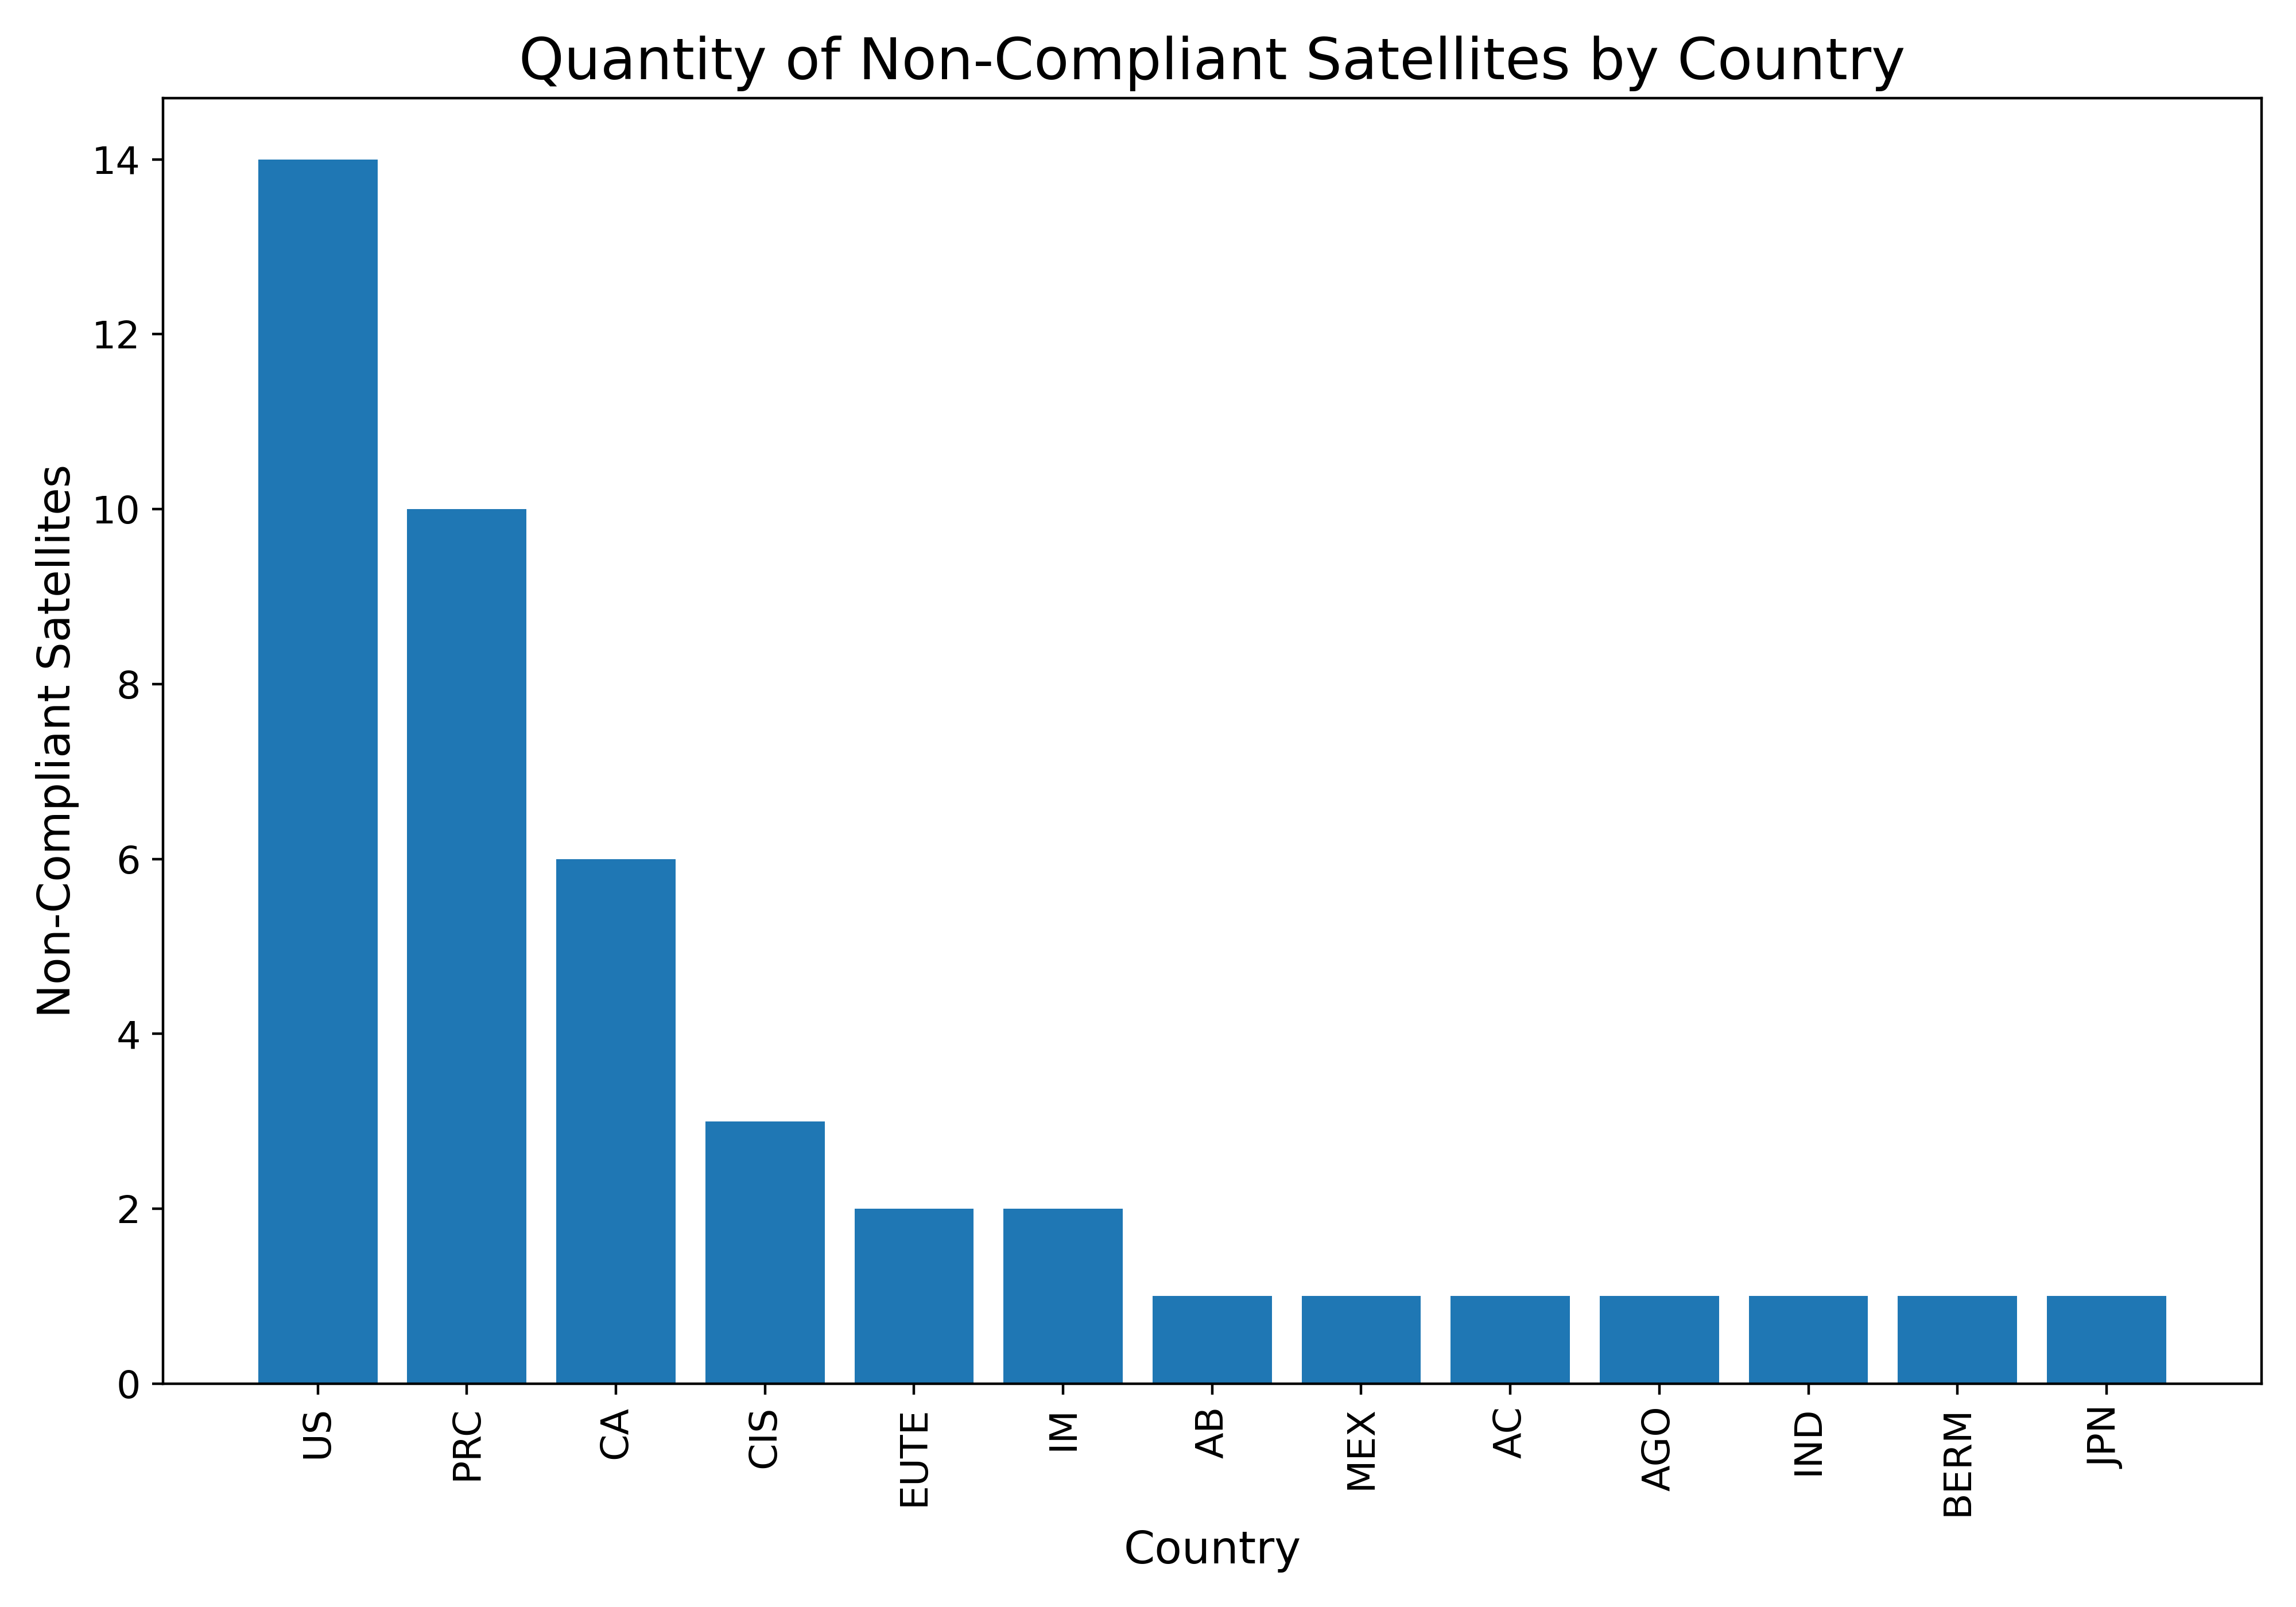 Quantity of Non-Compliant Satellites by Country
Non-Compliant Satellites
14
12
10
8
6
4
2
0
US
PRC
CA
CIS
EUTE
IM
AB
MEX
AC
AGO
IND
BERM
JPN
Country